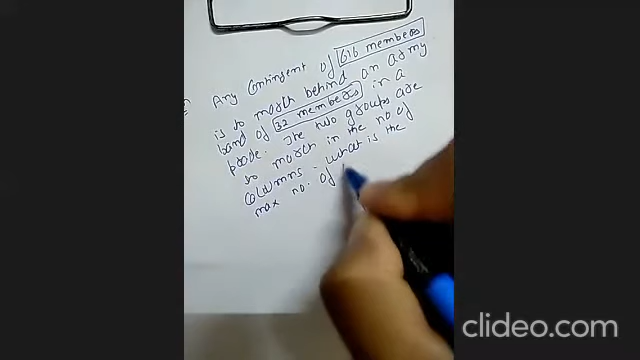 Any Contingent of 616 members
is to march behind an army
band of 32 members in a
prade. The two groups are
to march in the no of
columns. What is the
max no. of
clideo.com